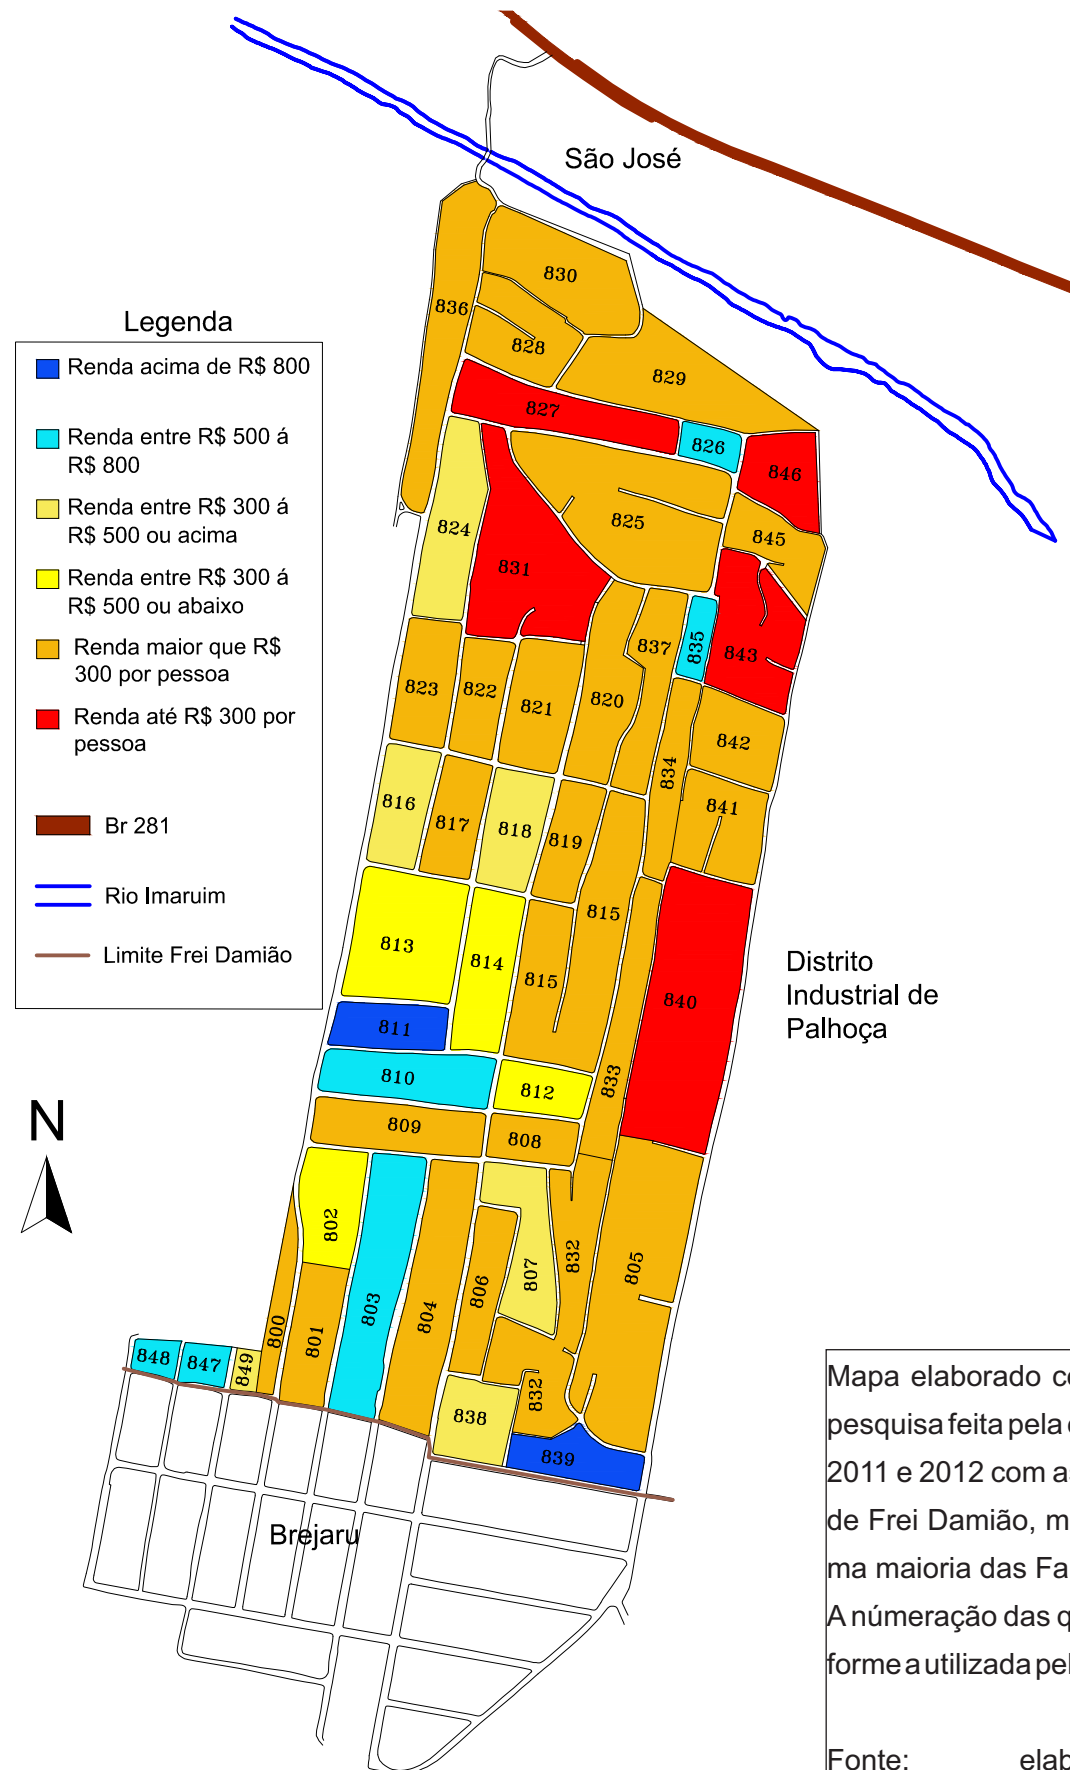 São José
830
836
828
829
827
826
846
824
825
845
831
837
835
843
823
822
821
820
842
834
816
817
818
819
841
813
814
815
815
840
811
833
810
812
809
808
802
807
832
805
803
804
806
800
801
848
847
849
838
832
839
Legenda
Renda acima de R$ 800
Renda entre R$ 500 á
R$ 800
Renda entre R$ 300 á
R$ 500 ou acima
Renda entre R$ 300 á
R$ 500 ou abaixo
Renda maior que R$
300 por pessoa
Renda até R$ 300 por
pessoa
Br 281
Rio Imaruim
Limite Frei Damião
Distrito
Industrial de
Palhoça
N
Brejaru
Mapa elaborado
pesquisa feita pela
2011 e 2012 com
de Frei Damião,
ma maioria das
A númeração das
forme a utilizada
Fonte: